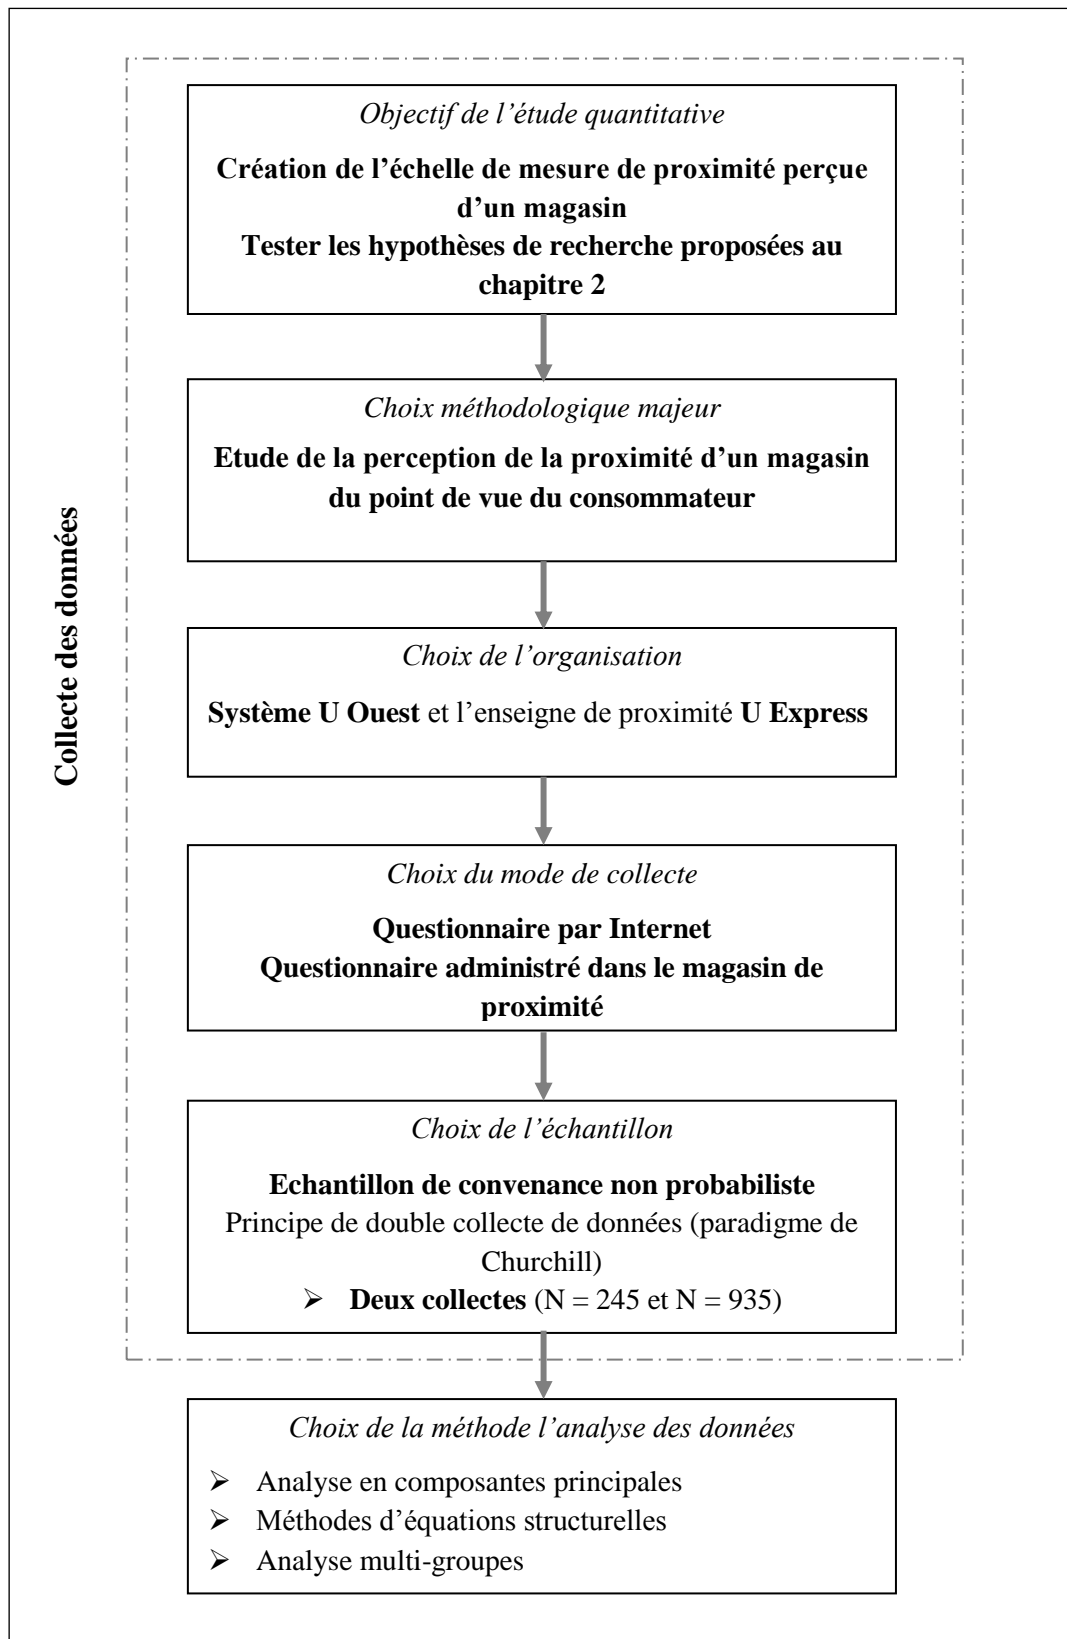 Objectif de l’étude quantitative
Création de l’échelle de mesure de proximité perçue
d’un magasin
Tester les hypothèses de recherche proposées au
chapitre 2
Choix méthodologique majeur
Etude de la perception de la proximité d’un magasin
du point de vue du consommateur
Collecte des données
Choix de l’organisation
Système U Ouest et l’enseigne de proximité U Express
Choix du mode de collecte
Questionnaire par Internet
Questionnaire administré dans le magasin de
proximité
Choix de l’échantillon
Echantillon de convenance non probabiliste
Principe de double collecte de données (paradigme de
Churchill)
➢ Deux collectes (N = 245 et N = 935)
Choix de la méthode l’analyse des données
➢ Analyse en composantes principales
➢ Méthodes d’équations structurelles
➢ Analyse multi-groupes